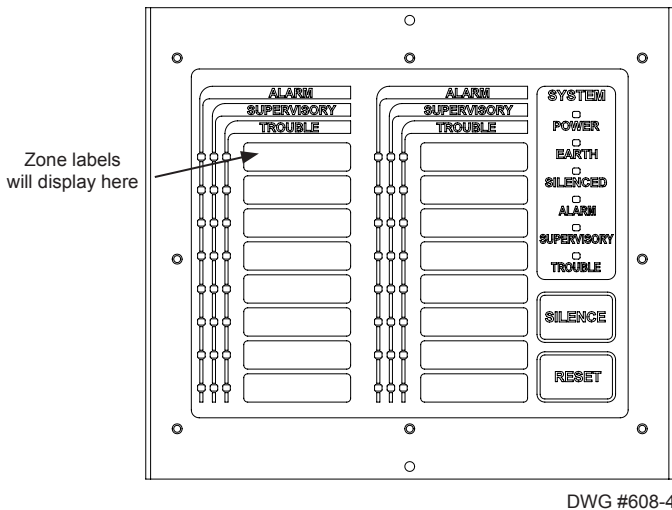 ALARM
SUPERVISORY
TROUBLE
ALARM
SUPERVISORY
TROUBLE
SYSTEM
POWER
EARTH
SILENCED
ALARM
SUPERVISORY
TROUBLE
SILENCE
RESET
Zone labels
will display here
DWG #608-4